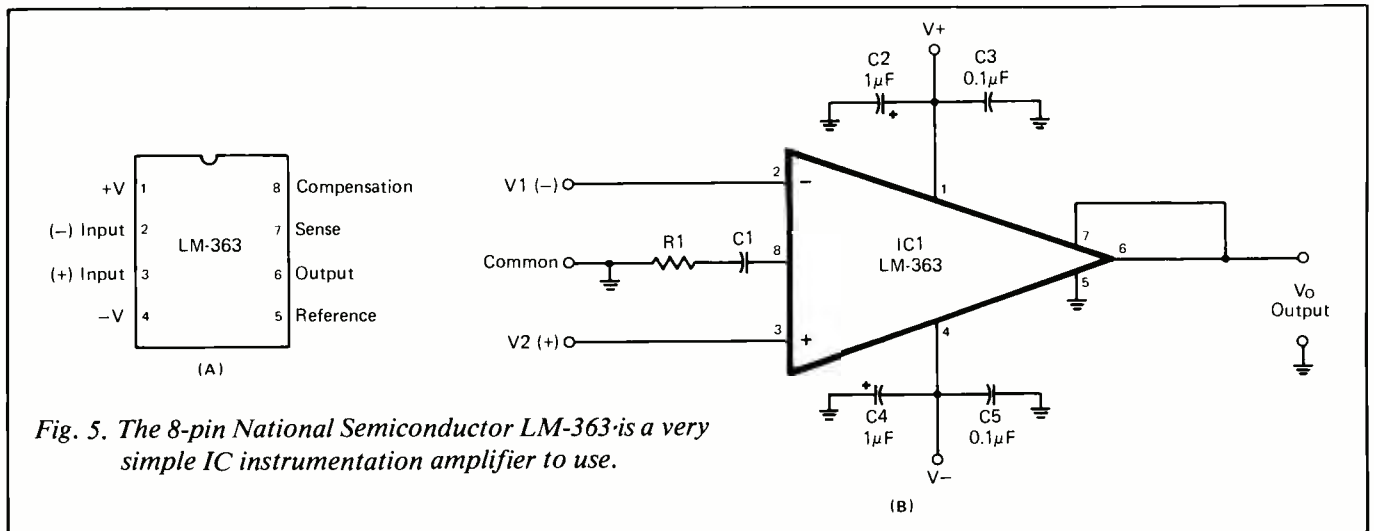 +V 1
(−) Input 2
(+) Input 3
−V 4
LM-363
8 Compensation
7 Sense
6 Output
5 Reference
(A)
V+
C2
1μF
+
C3
0.1μF
V1 (−)
2
−
1
Common
R1
C1
8
IC1
LM-363
7
6
5
V2 (+)
3
+
4
Vo
Output
+
C4
1μF
C5
0.1μF
V−
(B)
Fig. 5. The 8-pin National Semiconductor LM-363 is a very
simple IC instrumentation amplifier to use.